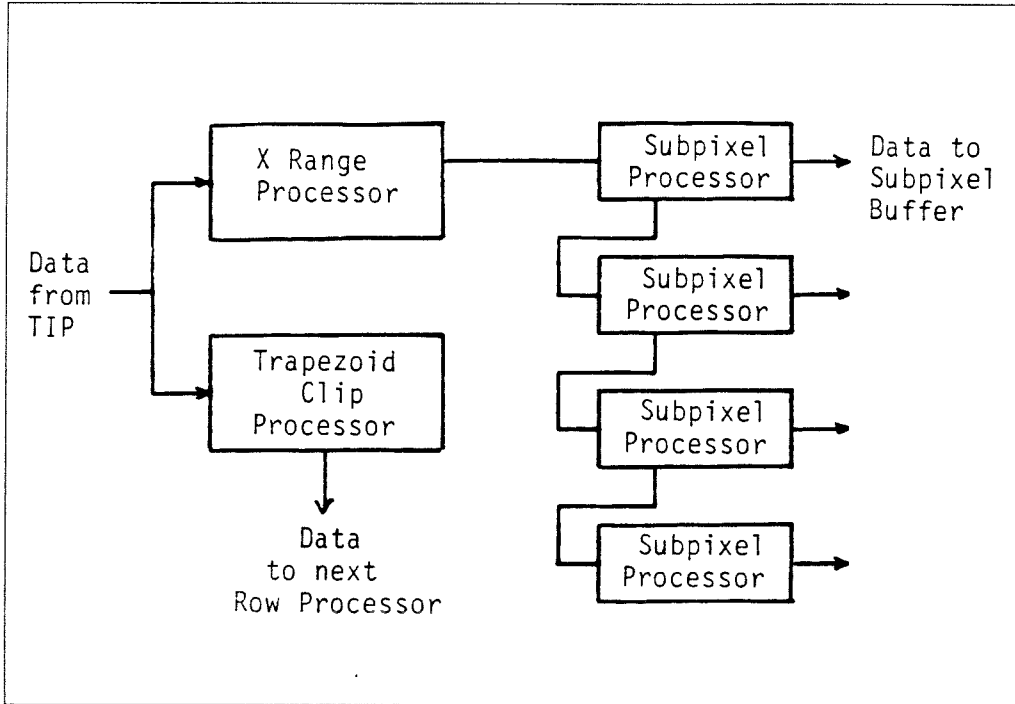 X Range
Processor
Subpixel
Processor
Data to
Subpixel
Buffer
Data
from
TIP
Subpixel
Processor
Trapezoid
Clip
Processor
Subpixel
Processor
Data
to next
Row Processor
Subpixel
Processor